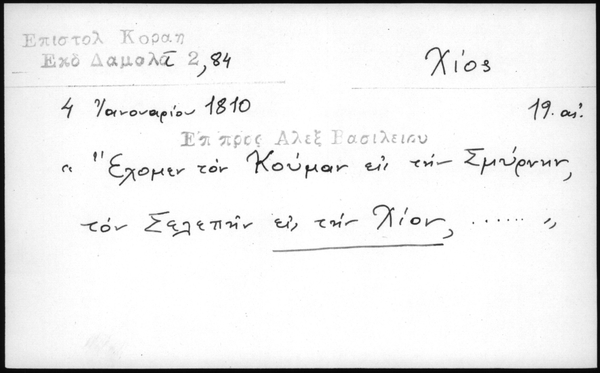 Επιστολ Κοραη
Εκδ Δαμαλᾶ 2, 84
Χίος
4 Ἰανουαρίου 1810
19. αἰ.
Επ προς Αλεξ Βασιλειου
« "Ἔχομεν τὸν Κούμαν εἰς τὴν Σμύρνην,
τὸν Σελεπὴν εἰς τὴν Χίον, ...... »